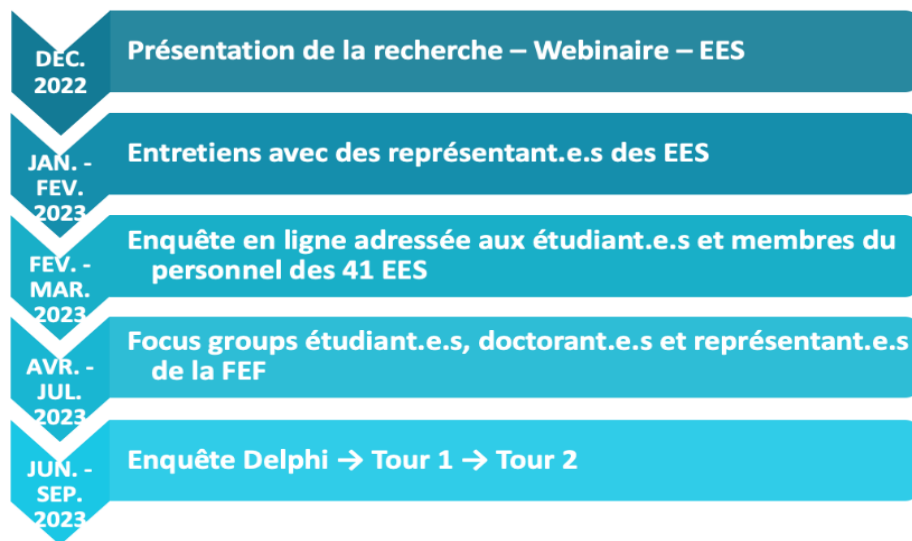 DEC.
2022
Présentation de la recherche – Webinaire – EES
JAN. -
FEV.
2023
Entretiens avec des représentant.e.s des EES
FEV. -
MAR.
2023
Enquête en ligne adressée aux étudiant.e.s et membres du
personnel des 41 EES
AVR. -
JUL.
2023
Focus groups étudiant.e.s, doctorant.e.s et représentant.e.s
de la FEF
JUN. -
SEP.
2023
Enquête Delphi → Tour 1 → Tour 2